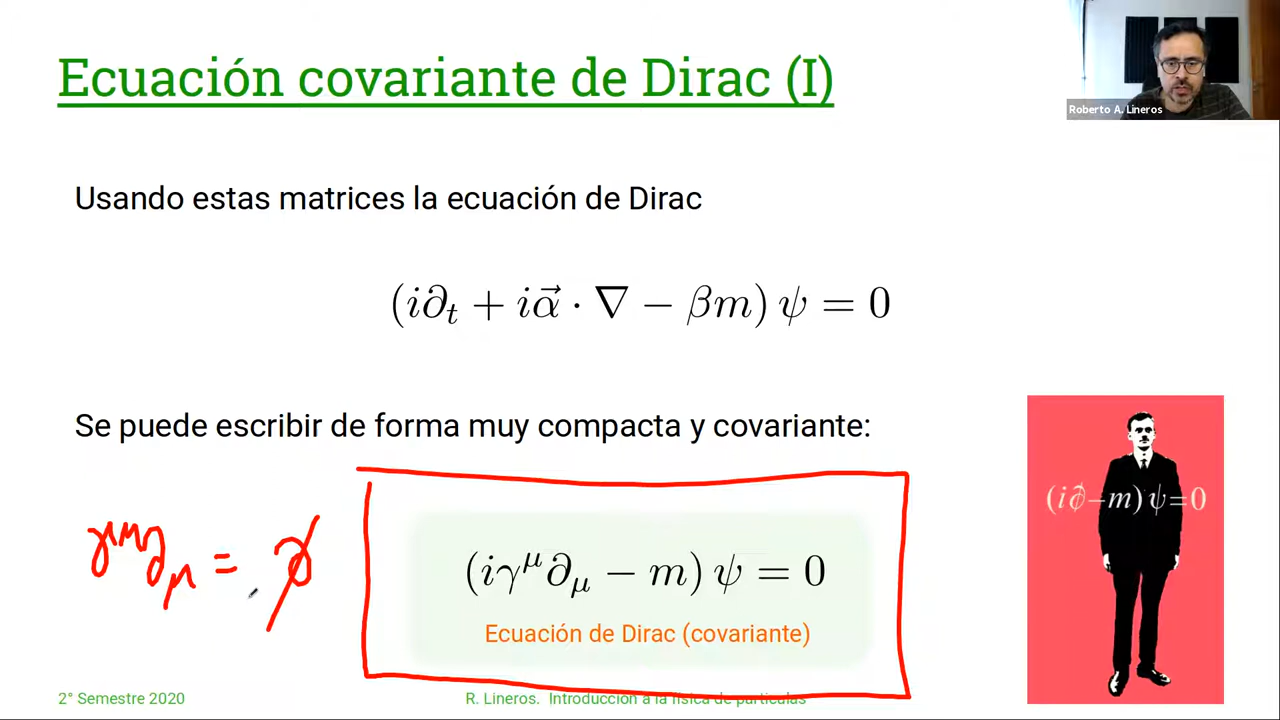 Ecuación covariante de Dirac (I)
Roberto A. Lineros
Usando estas matrices la ecuación de Dirac
(i∂ₜ + iα⃗ · ∇ − βm) ψ = 0
Se puede escribir de forma muy compacta y covariante:
γ^μ ∂_μ = ∂̸
(iγ^μ ∂_μ − m) ψ = 0
Ecuación de Dirac (covariante)
(i∂̸−m)ψ=0
2° Semestre 2020
R. Lineros. Introducción a la física de partículas